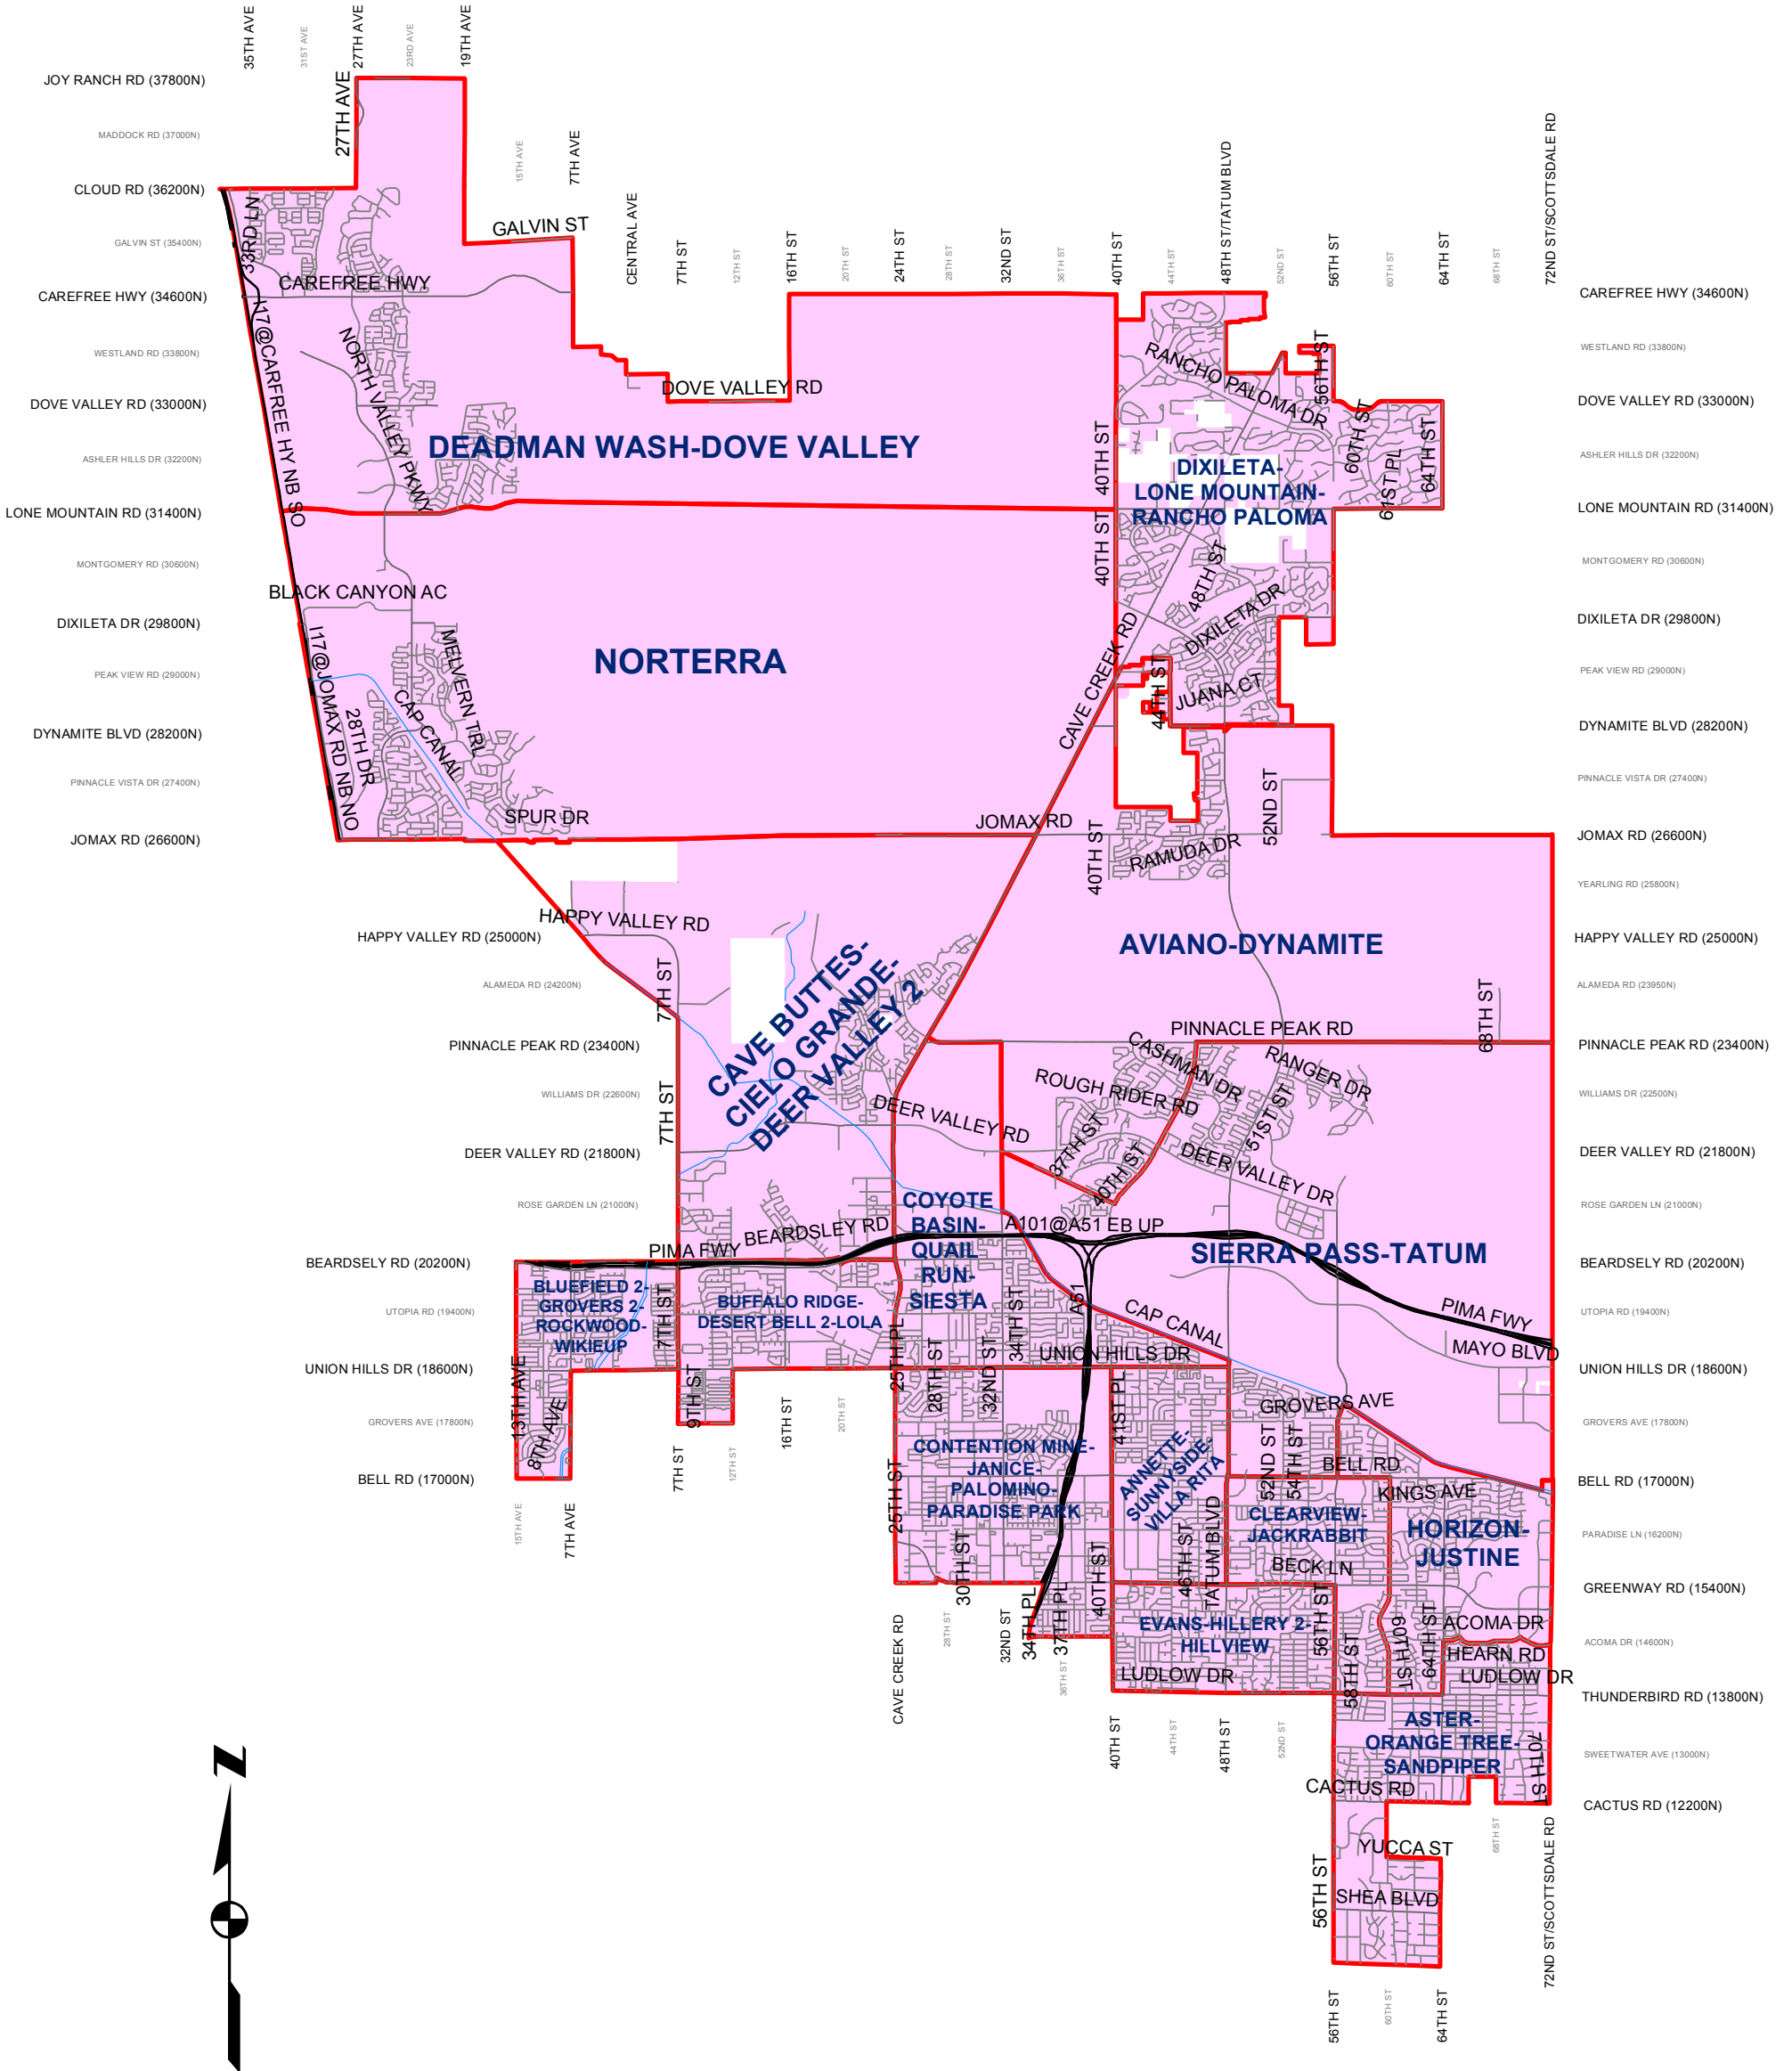 35TH AVE
31ST AVE
27TH AVE
23RD AVE
19TH AVE
15TH AVE
7TH AVE
CENTRAL AVE
7TH ST
12TH ST
16TH ST
20TH ST
24TH ST
28TH ST
32ND ST
36TH ST
40TH ST
44TH ST
48TH ST/TATUM BLVD
52ND ST
56TH ST
60TH ST
64TH ST
68TH ST
72ND ST/SCOTTSDALE RD
JOY RANCH RD (37800N)
MADDOCK RD (37000N)
CLOUD RD (36200N)
GALVIN ST (35400N)
CAREFREE HWY (34600N)
WESTLAND RD (33800N)
DOVE VALLEY RD (33000N)
ASHLER HILLS DR (32200N)
LONE MOUNTAIN RD (31400N)
MONTGOMERY RD (30600N)
DIXILETA DR (29800N)
PEAK VIEW RD (29000N)
DYNAMITE BLVD (28200N)
PINNACLE VISTA DR (27400N)
JOMAX RD (26600N)
HAPPY VALLEY RD (25000N)
ALAMEDA RD (24200N)
PINNACLE PEAK RD (23400N)
WILLIAMS DR (22600N)
DEER VALLEY RD (21800N)
ROSE GARDEN LN (21000N)
BEARDSELY RD (20200N)
UTOPIA RD (19400N)
UNION HILLS DR (18600N)
GROVERS AVE (17800N)
BELL RD (17000N)
CAREFREE HWY (34600N)
WESTLAND RD (33800N)
DOVE VALLEY RD (33000N)
ASHLER HILLS DR (32200N)
LONE MOUNTAIN RD (31400N)
MONTGOMERY RD (30600N)
DIXILETA DR (29800N)
PEAK VIEW RD (29000N)
DYNAMITE BLVD (28200N)
PINNACLE VISTA DR (27400N)
JOMAX RD (26600N)
YEARLING RD (25800N)
HAPPY VALLEY RD (25000N)
ALAMEDA RD (23950N)
PINNACLE PEAK RD (23400N)
WILLIAMS DR (22500N)
DEER VALLEY RD (21800N)
ROSE GARDEN LN (21000N)
BEARDSELY RD (20200N)
UTOPIA RD (19400N)
UNION HILLS DR (18600N)
GROVERS AVE (17800N)
BELL RD (17000N)
PARADISE LN (16200N)
GREENWAY RD (15400N)
ACOMA DR (14600N)
THUNDERBIRD RD (13800N)
SWEETWATER AVE (13000N)
CACTUS RD (12200N)
27TH AVE
33RD LN
GALVIN ST
CAREFREE HWY
I17@CARFREE HY NB SO
NORTH VALLEY PKWY
DOVE VALLEY RD
DEADMAN WASH-DOVE VALLEY
RANCHO PALOMA DR
56TH ST
60TH ST
61ST PL
64TH ST
40TH ST
DIXILETA-
LONE MOUNTAIN-
RANCHO PALOMA
40TH ST
48TH ST
DIXILETA DR
JUANA CT
44TH ST
BLACK CANYON AC
NORTERRA
I17@JOMAX RD NB NO
28TH DR
CAP CANAL
MELVERN TRL
SPUR DR
CAVE CREEK RD
JOMAX RD
40TH ST
RAMUDA DR
52ND ST
AVIANO-DYNAMITE
HAPPY VALLEY RD
7TH ST
7TH ST
CAVE BUTTES-
CIELO GRANDE-
DEER VALLEY 2
PINNACLE PEAK RD
68TH ST
CASHMAN DR
RANGER DR
ROUGH RIDER RD
DEER VALLEY RD
37TH ST
40TH ST
51ST ST
DEER VALLEY DR
COYOTE
BASIN-
QUAIL
RUN-
SIESTA
A101@A51 EB UP
SIERRA PASS-TATUM
PIMA FWY
BEARDSLEY RD
BLUEFIELD 2-
GROVERS 2-
ROCKWOOD-
WIKIEUP
7TH ST
BUFFALO RIDGE-
DESERT BELL 2-LOLA
25TH PL
28TH ST
32ND ST
34TH ST
A51
CAP CANAL
UNION HILLS DR
PIMA FWY
MAYO BLVD
13TH AVE
8TH AVE
9TH ST
16TH ST
20TH ST
15TH AVE
7TH AVE
7TH ST
12TH ST
25TH ST
CONTENTION MINE-
JANICE-
PALOMINO-
PARADISE PARK
41ST PL
ANNETTE-
SUNNYSIDE-
VILLA RITA
GROVERS AVE
52ND ST
54TH ST
BELL RD
KINGS AVE
CLEARVIEW-
JACKRABBIT
HORIZON-
JUSTINE
BECK LN
46TH ST
TATUM BLVD
30TH ST
34TH PL
37TH PL
40TH ST
EVANS-HILLERY 2-
HILLVIEW
LUDLOW DR
56TH ST
58TH ST
60TH ST
64TH ST
ACOMA DR
HEARN RD
LUDLOW DR
ASTER-
ORANGE TREE-
SANDPIPER
70TH ST
CACTUS RD
YUCCA ST
SHEA BLVD
56TH ST
CAVE CREEK RD
28TH ST
32ND ST
36TH ST
40TH ST
44TH ST
48TH ST
52ND ST
56TH ST
60TH ST
64TH ST
68TH ST
72ND ST/SCOTTSDALE RD
N